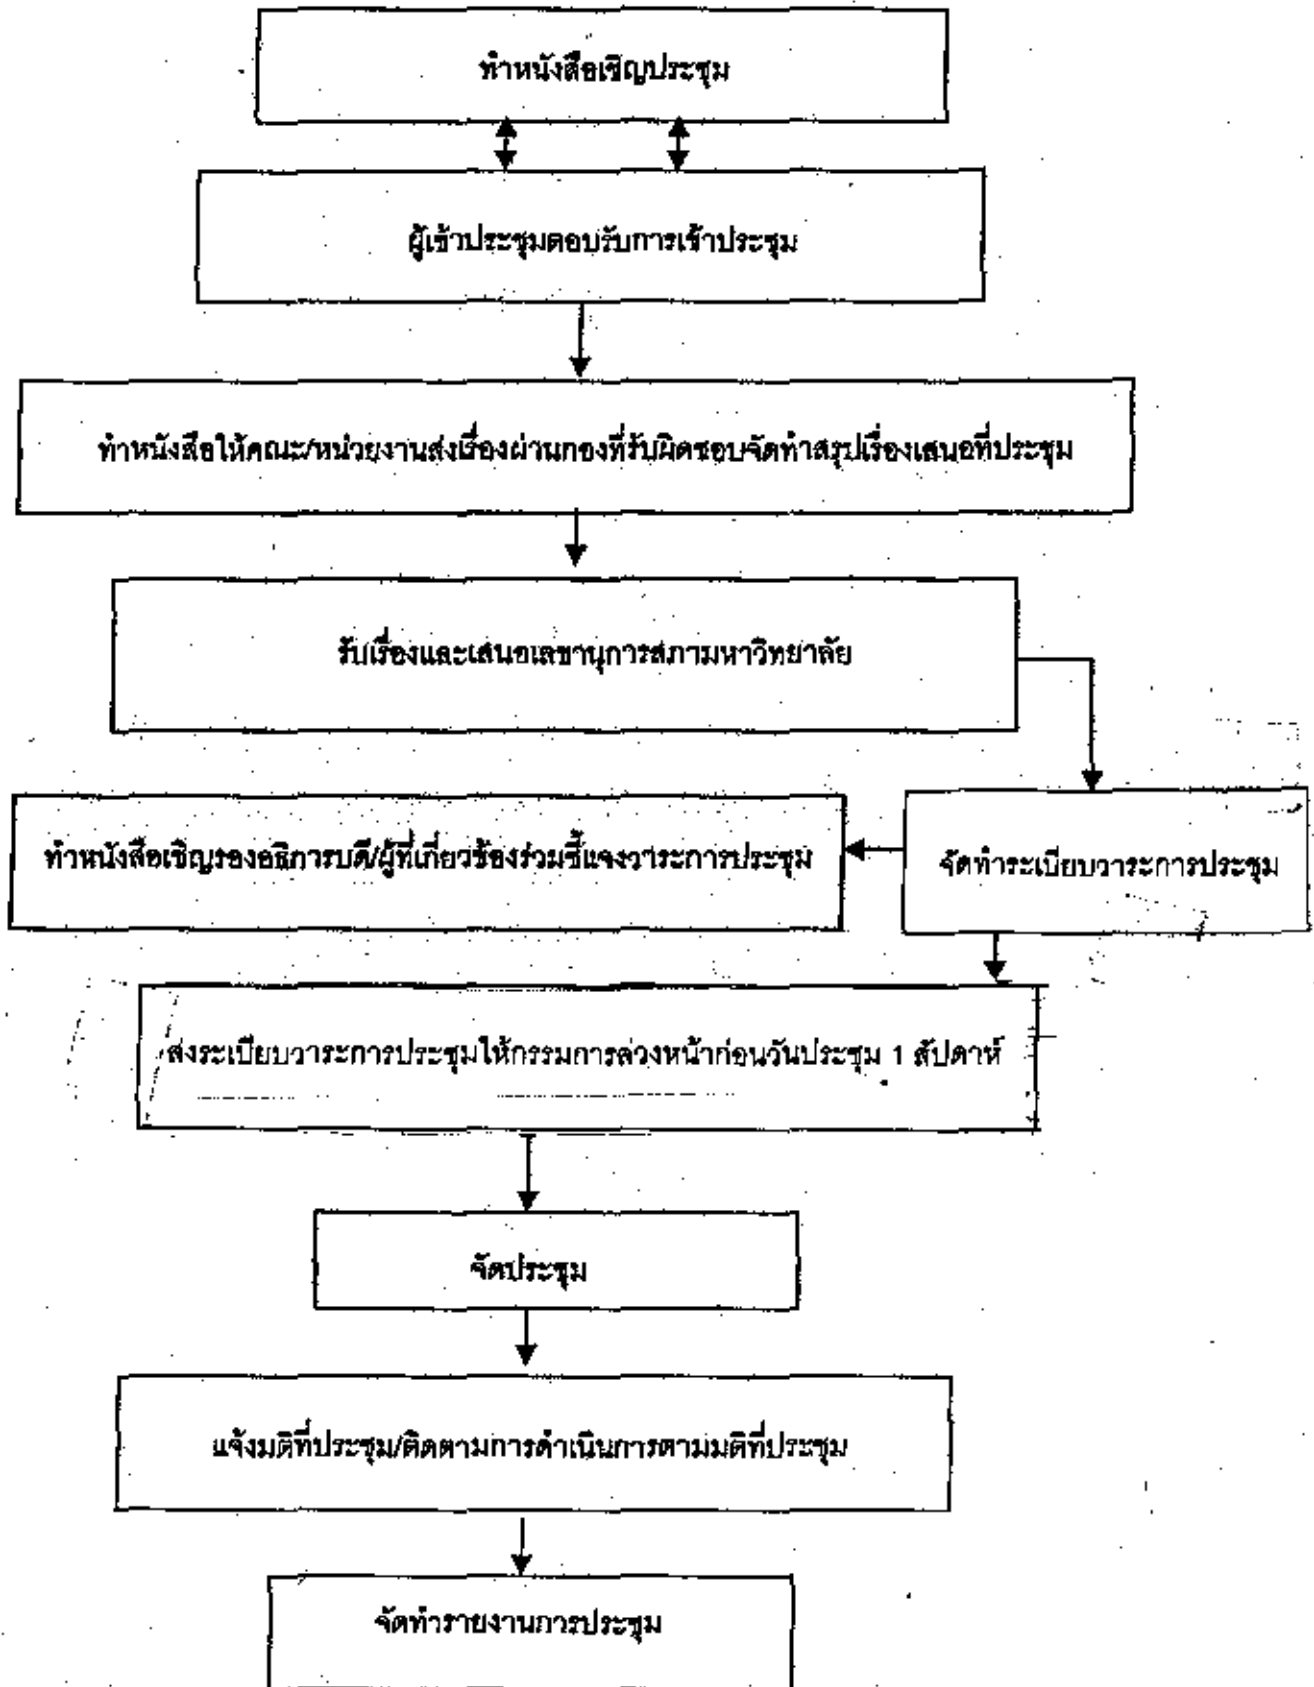 ทำหนังสือเชิญประชุม
ผู้เข้าประชุมตอบรับการเข้าประชุม
ทำหนังสือให้คณะ/หน่วยงานส่งเรื่องผ่านกองที่รับผิดชอบจัดทำสรุปเรื่องเสนอที่ประชุม
รับเรื่องและเสนอเลขานุการสภามหาวิทยาลัย
ทำหนังสือเชิญรองอธิการบดี/ผู้ที่เกี่ยวข้องร่วมชี้แจงวาระการประชุม
จัดทำระเบียบวาระการประชุม
ส่งระเบียบวาระการประชุมให้กรรมการล่วงหน้าก่อนวันประชุม 1 สัปดาห์
จัดประชุม
แจ้งมติที่ประชุม/ติดตามการดำเนินการตามมติที่ประชุม
จัดทำรายงานการประชุม